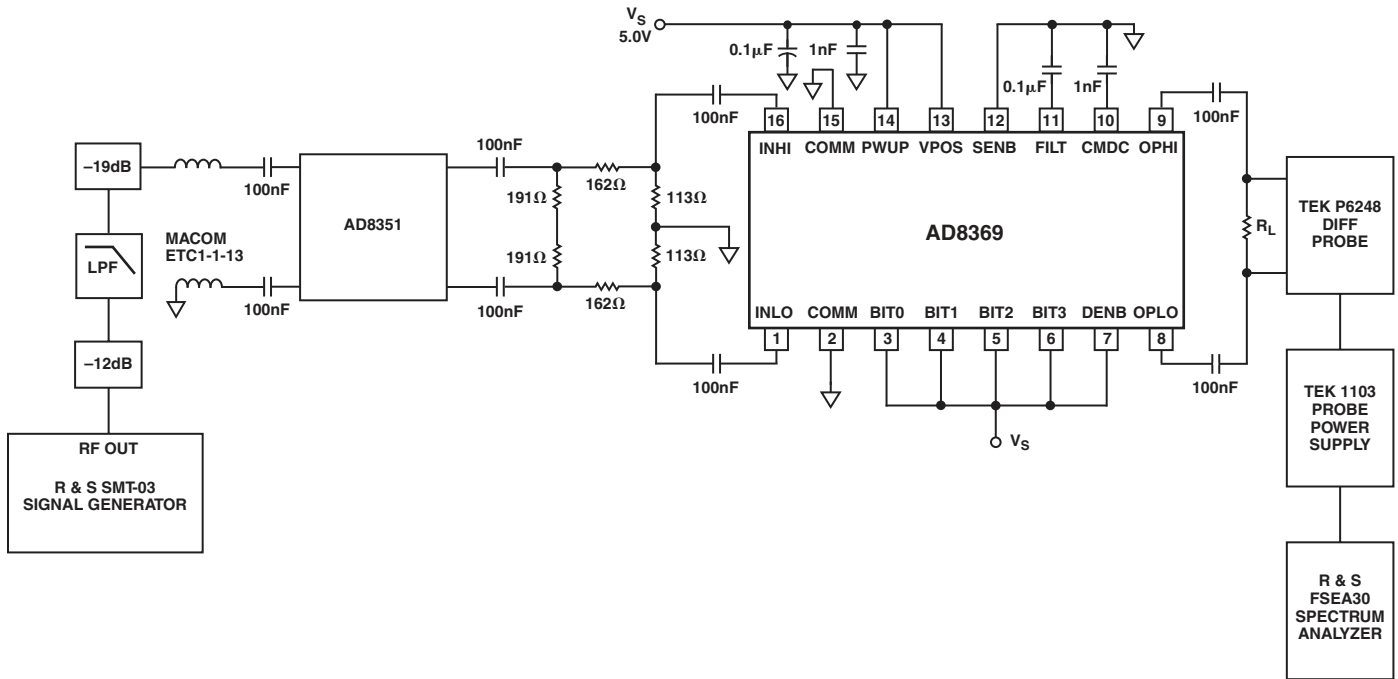 V_S
5.0V
0.1µF
1nF
0.1µF
1nF
100nF
16
15
14
13
12
11
10
9
100nF
INHI
COMM
PWUP
VPOS
SENB
FILT
CMDC
OPHI
–19dB
100nF
100nF
162Ω
191Ω
113Ω
AD8351
AD8369
R_L
TEK P6248
DIFF
PROBE
MACOM
ETC1-1-13
LPF
191Ω
113Ω
162Ω
100nF
100nF
INLO
COMM
BIT0
BIT1
BIT2
BIT3
DENB
OPLO
1
2
3
4
5
6
7
8
100nF
100nF
–12dB
V_S
TEK 1103
PROBE
POWER
SUPPLY
RF OUT
R & S SMT-03
SIGNAL GENERATOR
R & S
FSEA30
SPECTRUM
ANALYZER